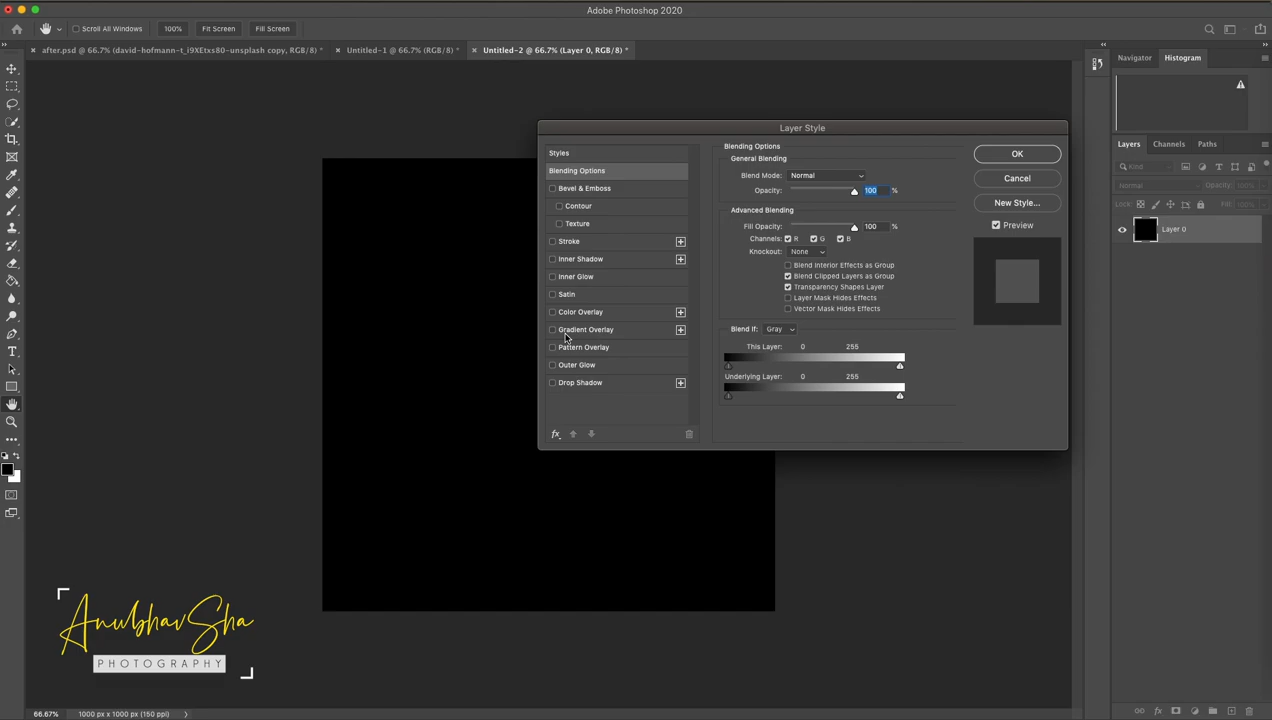 Adobe Photoshop 2020
Scroll All Windows 100% Fit Screen Fill Screen
after.psd @ 66.7% (david-hofmann-t_i9XEtxs80-unsplash copy, RGB/8) * Untitled-1 @ 66.7% (RGB/8) * Untitled-2 @ 66.7% (Layer 0, RGB/8) *
Navigator Histogram
Layer Style
Styles
Blending Options
Bevel & Emboss
Contour
Texture
Stroke
Inner Shadow
Inner Glow
Satin
Color Overlay
Gradient Overlay
Pattern Overlay
Outer Glow
Drop Shadow
fx
Blending Options
General Blending
Blend Mode: Normal
Opacity: 100 %
Advanced Blending
Fill Opacity: 100 %
Channels: R G B
Knockout: None
Blend Interior Effects as Group
Blend Clipped Layers as Group
Transparency Shapes Layer
Layer Mask Hides Effects
Vector Mask Hides Effects
Blend If: Gray
This Layer: 0 255
Underlying Layer: 0 255
OK
Cancel
New Style...
Preview
Layers Channels Paths
Kind
Normal Opacity: 100%
Lock: Fill: 100%
Layer 0
AnubhavSha
PHOTOGRAPHY
66.67% 1000 px x 1000 px (150 ppi)
fx